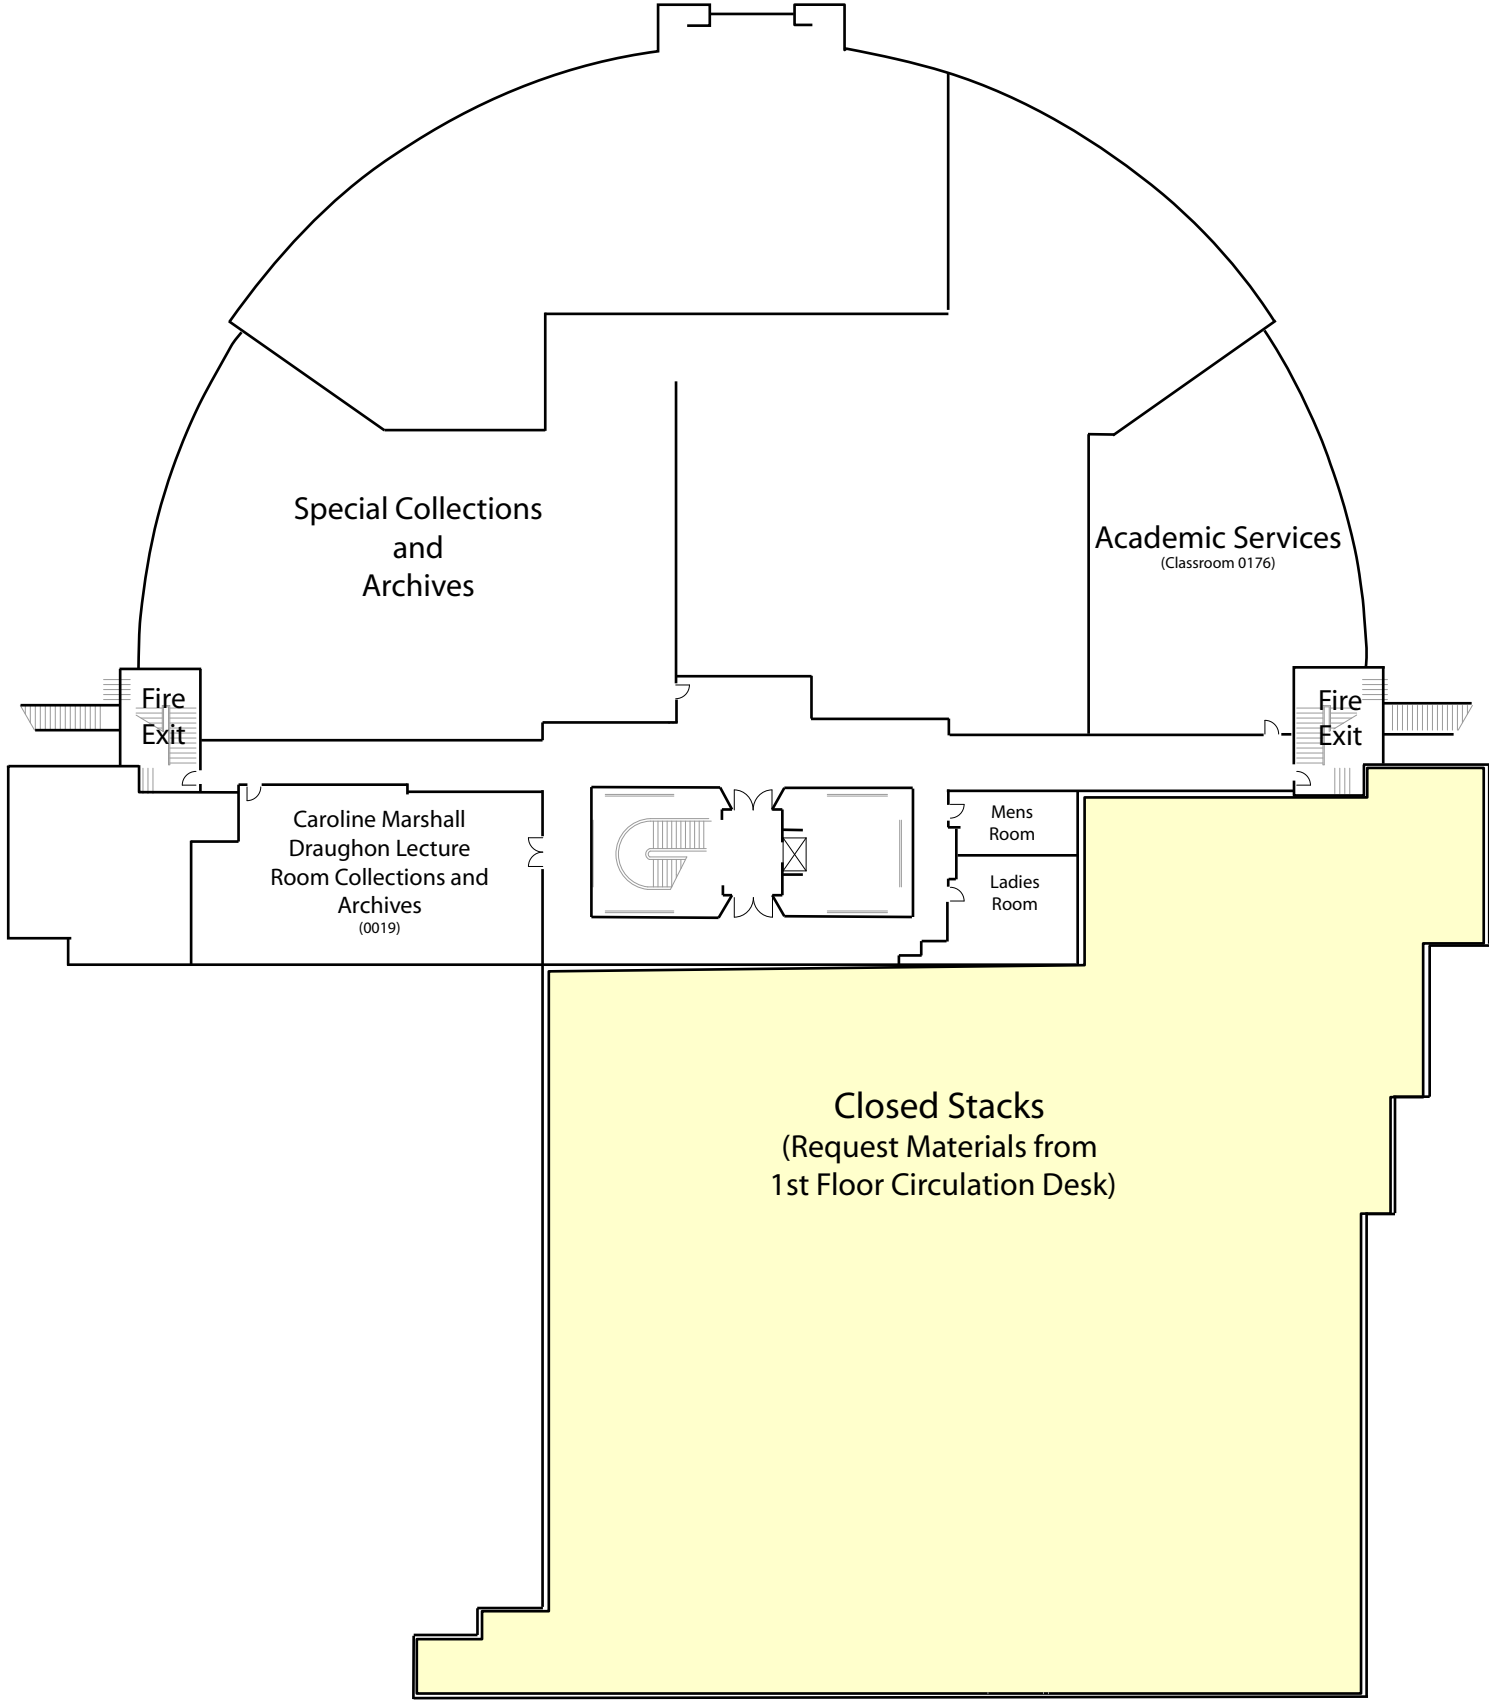 Special Collections
and
Archives
Academic Services
(Classroom 0176)
Fire
Exit
Fire
Exit
Caroline Marshall
Draughon Lecture
Room Collections and
Archives
(0019)
Mens
Room
Ladies
Room
Closed Stacks
(Request Materials from
1st Floor Circulation Desk)